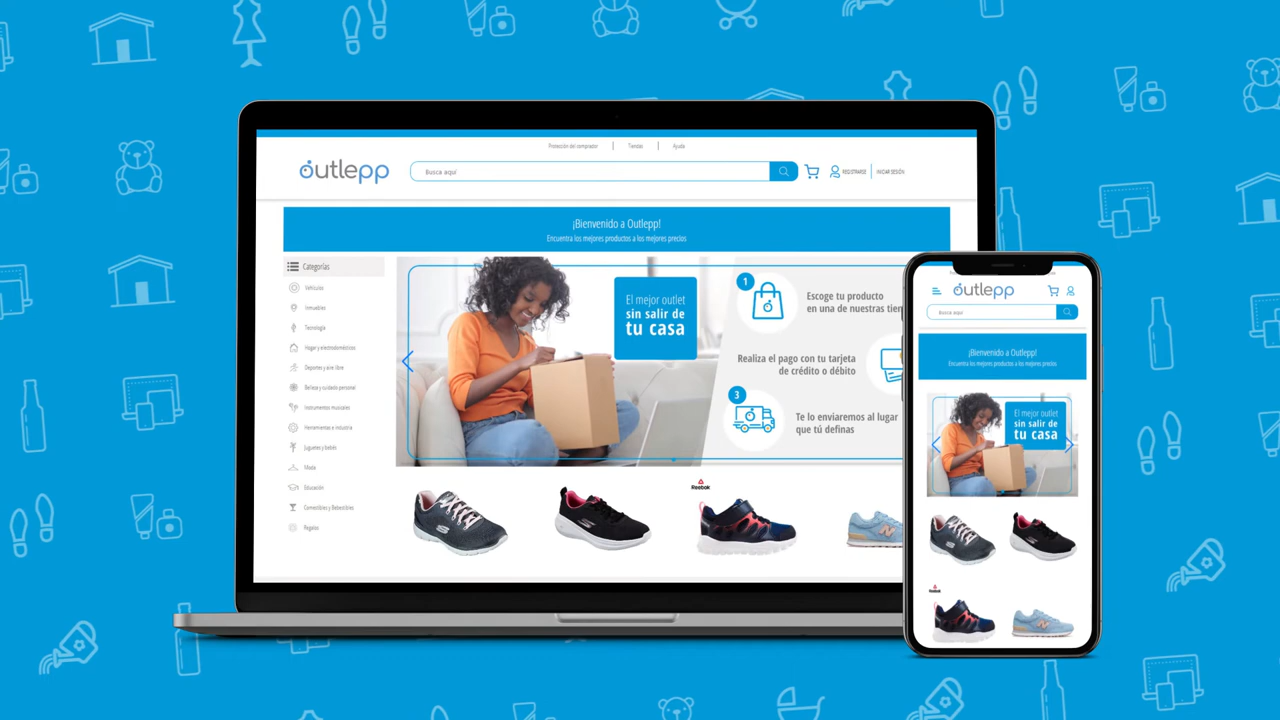 Protección del comprador
Tiendas
Ayuda
outlepp
Busca aquí
REGISTRARSE
INICIAR SESIÓN
¡Bienvenido a Outlepp!
Encuentra los mejores productos a los mejores precios
Categorías
Vehículos
Inmuebles
Tecnología
Hogar y electrodomésticos
Deportes y aire libre
Belleza y cuidado personal
Instrumentos musicales
Herramientas e industria
Juguetes y bebés
Moda
Educación
Comestibles y Bebestibles
Regalos
El mejor outlet
sin salir de
tu casa
1
Escoge tu producto
en una de nuestras tien
Realiza el pago con tu tarjeta
de crédito o débito
3
Te lo enviaremos al lugar
que tú definas
Reebok
outlepp
Busca aquí
¡Bienvenido a Outlepp!
Encuentra los mejores productos a los mejores precios
El mejor outlet
sin salir de
tu casa
Reebok